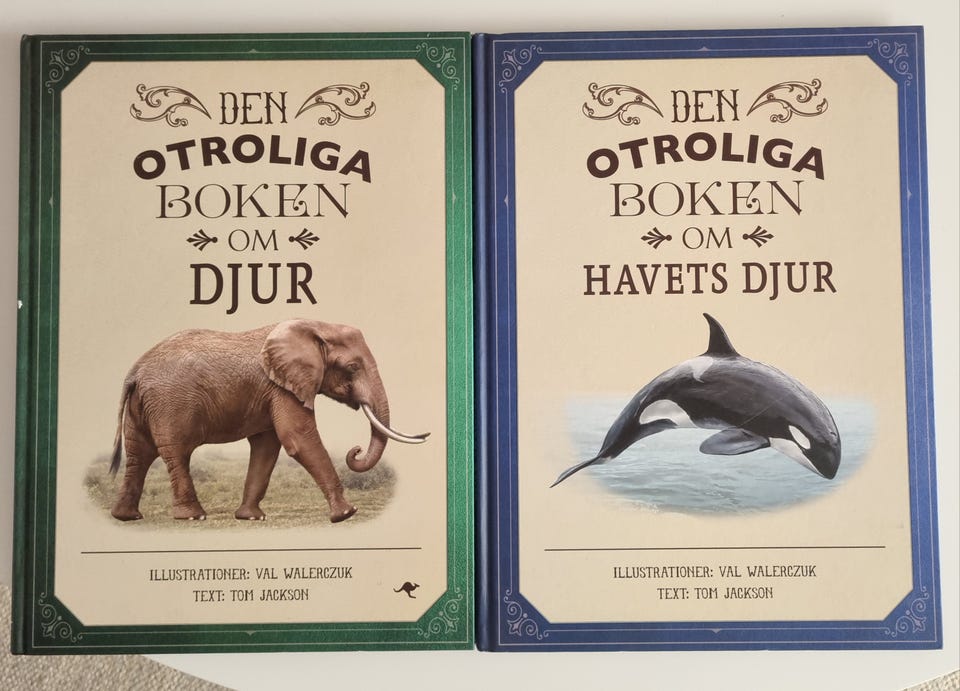 DEN
OTROLIGA
BOKEN
OM
DJUR
ILLUSTRATIONER: VAL WALERCZUK
TEXT: TOM JACKSON
DEN
OTROLIGA
BOKEN
OM
HAVETS DJUR
ILLUSTRATIONER: VAL WALERCZUK
TEXT: TOM JACKSON